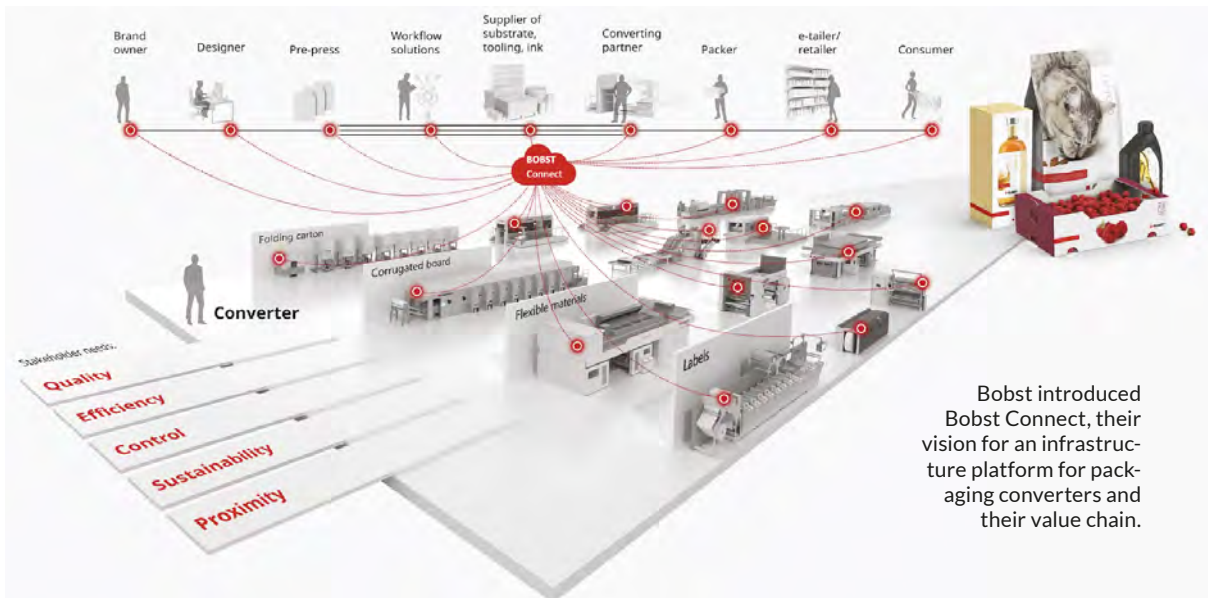 Brand
owner
Designer
Pre-press
Workflow
solutions
Supplier of
substrate,
tooling, ink
Converting
partner
Packer
e-tailer/
retailer
Consumer
BOBST
Connect
Folding carton
Corrugated board
Flexible materials
Labels
Converter
Stakeholder needs:
Quality
Efficiency
Control
Sustainability
Proximity
Bobst introduced
Bobst Connect, their
vision for an infrastruc-
ture platform for pack-
aging converters and
their value chain.